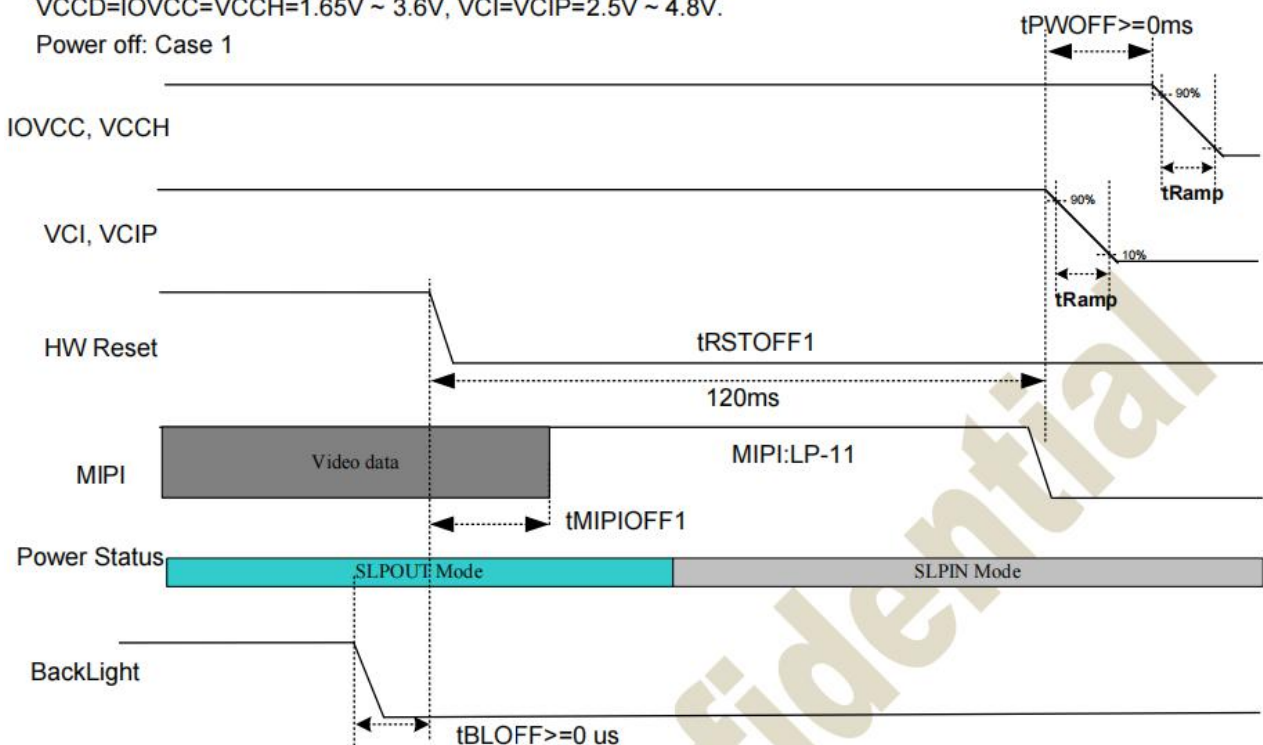 VCCD=IOVCC=VCCH=1.65V ~ 3.6V, VCI=VCIP=2.5V ~ 4.8V.
Power off: Case 1
tPWOFF>=0ms
90%
IOVCC, VCCH
tRamp
90%
VCI, VCIP
10%
tRamp
HW Reset
tRSTOFF1
120ms
Video data
MIPI:LP-11
MIPI
tMIPIOFF1
Power Status
SLPOUT Mode
SLPIN Mode
BackLight
tBLOFF>=0 us
fidential